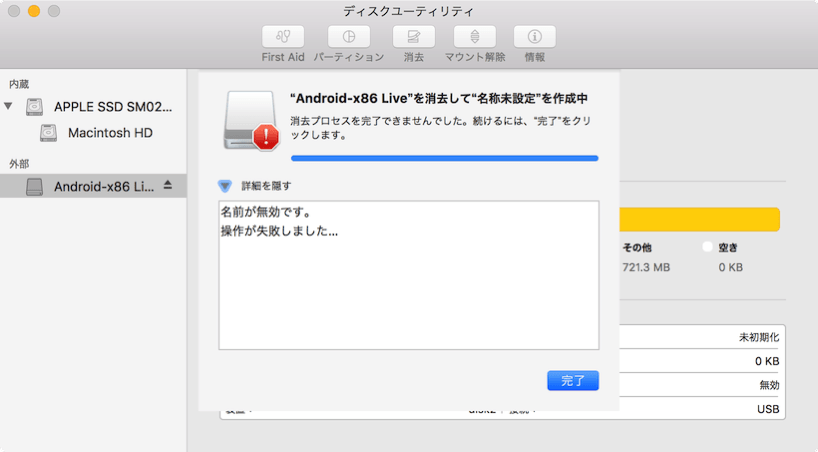 ディスクユーティリティ
First Aid
パーティション
消去
マウント解除
情報
内蔵
APPLE SSD SM02...
Macintosh HD
外部
Android-x86 Li...
“Android-x86 Live”を消去して“名称未設定”を作成中
消去プロセスを完了できませんでした。続けるには、“完了”をクリ
ックします。
詳細を隠す
名前が無効です。
操作が失敗しました...
完了
その他
721.3 MB
空き
0 KB
未初期化
0 KB
無効
USB